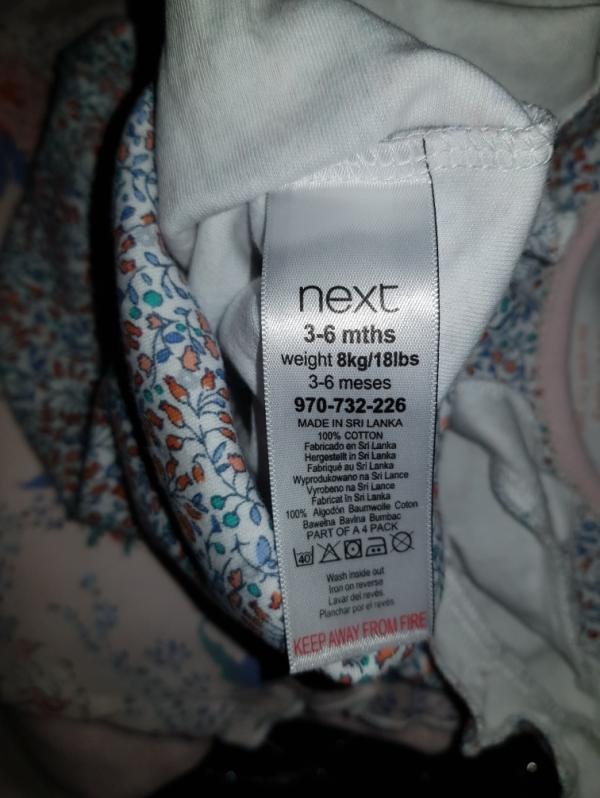 next
3-6 mths
weight 8kg/18lbs
3-6 meses
970-732-226
MADE IN SRI LANKA
100% COTTON
Fabricado en Sri Lanka
Hergestellt in Sri Lanka
Fabriqué au Sri Lanka
Wyprodukowano na Sri Lance
Vyrobeno na Sri Lance
Fabricat în Sri Lanka
100% Algodón Baumwolle Coton
Bawełna Bavlna Bumbac
PART OF A 4 PACK
40
Wash inside out
Iron on reverse
Lavar del revés
Planchar por el revés
KEEP AWAY FROM FIRE